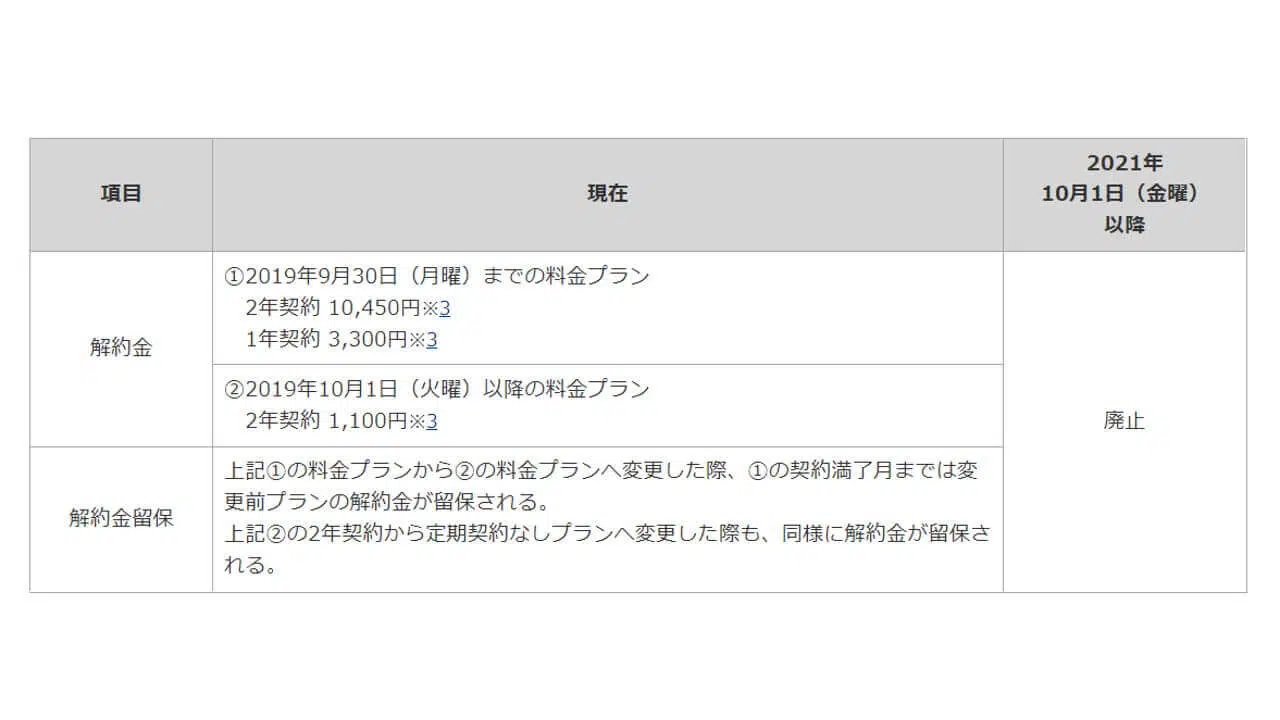 項目
現在
2021年
10月1日（金曜）
以降
解約金
①2019年9月30日（月曜）までの料金プラン
2年契約 10,450円※3
1年契約 3,300円※3
②2019年10月1日（火曜）以降の料金プラン
2年契約 1,100円※3
廃止
解約金留保
上記①の料金プランから②の料金プランへ変更した際、①の契約満了月までは変
更前プランの解約金が留保される。
上記②の2年契約から定期契約なしプランへ変更した際も、同様に解約金が留保さ
れる。